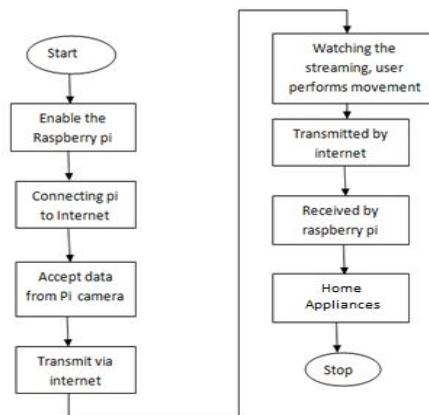 Start
Enable the
Raspberry pi
Connecting pi
to Internet
Accept data
from Pi camera
Transmit via
internet
Watching the
streaming, user
performs movement
Transmitted by
internet
Received by
raspberry pi
Home
Appliances
Stop